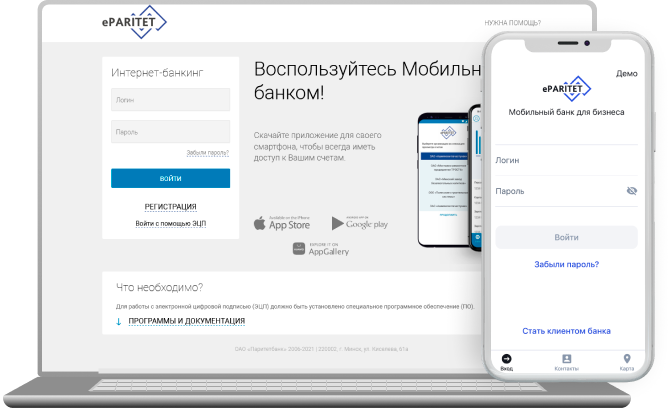 ePARITET
НУЖНА ПОМОЩЬ?
Интернет-банкинг
Логин
Пароль
Забыли пароль?
ВОЙТИ
РЕГИСТРАЦИЯ
Войти с помощью ЭЦП
Воспользуйтесь Мобильн
банком!
Скачайте приложение для своего
смартфона, чтобы всегда иметь
доступ к Вашим счетам.
Available on the iPhone
App Store
Google play
EXPLORE IT ON
AppGallery
Что необходимо?
Для работы с электронной цифровой подписью (ЭЦП) должно быть установлено специальное программное обеспечение (ПО).
ПРОГРАММЫ И ДОКУМЕНТАЦИЯ
ОАО «Паритетбанк» 2006-2021 | 220002, г. Минск, ул. Киселева, 61а
Демо
ePARITET
Мобильный банк для бизнеса
Логин
Пароль
Войти
Забыли пароль?
Стать клиентом банка
Вход
Контакты
Карта